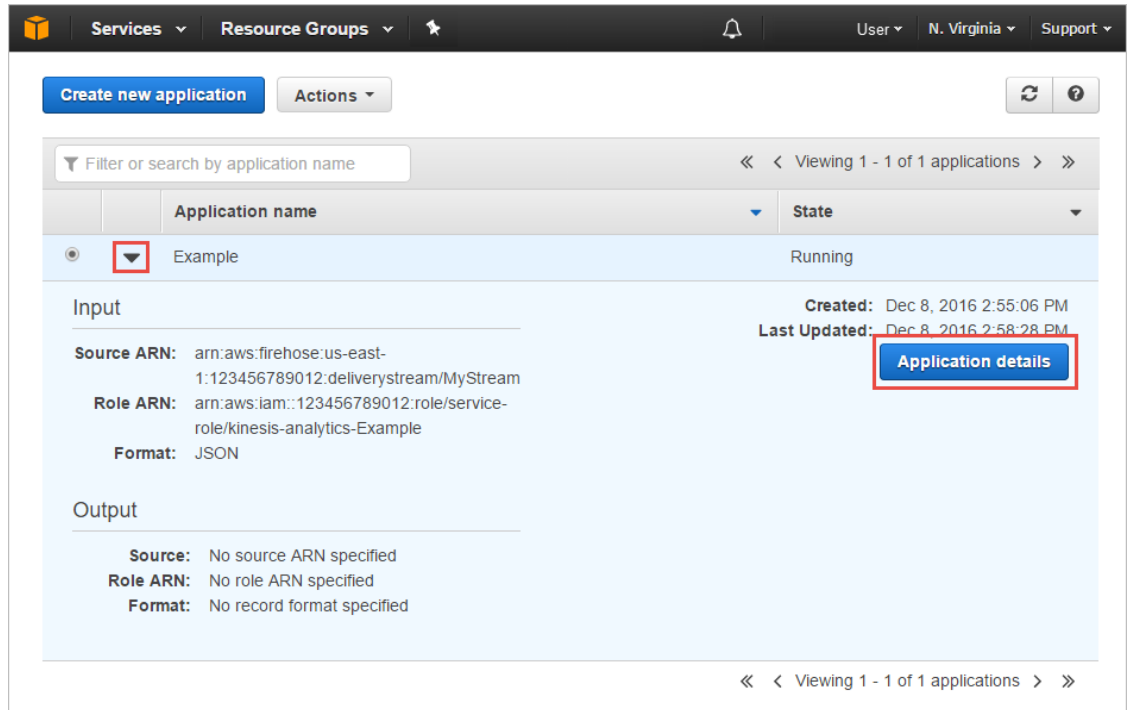 Services Resource Groups User N. Virginia Support
Create new application Actions
Filter or search by application name Viewing 1 - 1 of 1 applications
Application name State
Example Running
Input Created: Dec 8, 2016 2:55:06 PM
Last Updated: Dec 8, 2016 2:58:28 PM
Source ARN: arn:aws:firehose:us-east-
Application details
1:123456789012:deliverystream/MyStream
Role ARN: arn:aws:iam::123456789012:role/service-
role/kinesis-analytics-Example
Format: JSON
Output
Source: No source ARN specified
Role ARN: No role ARN specified
Format: No record format specified
Viewing 1 - 1 of 1 applications